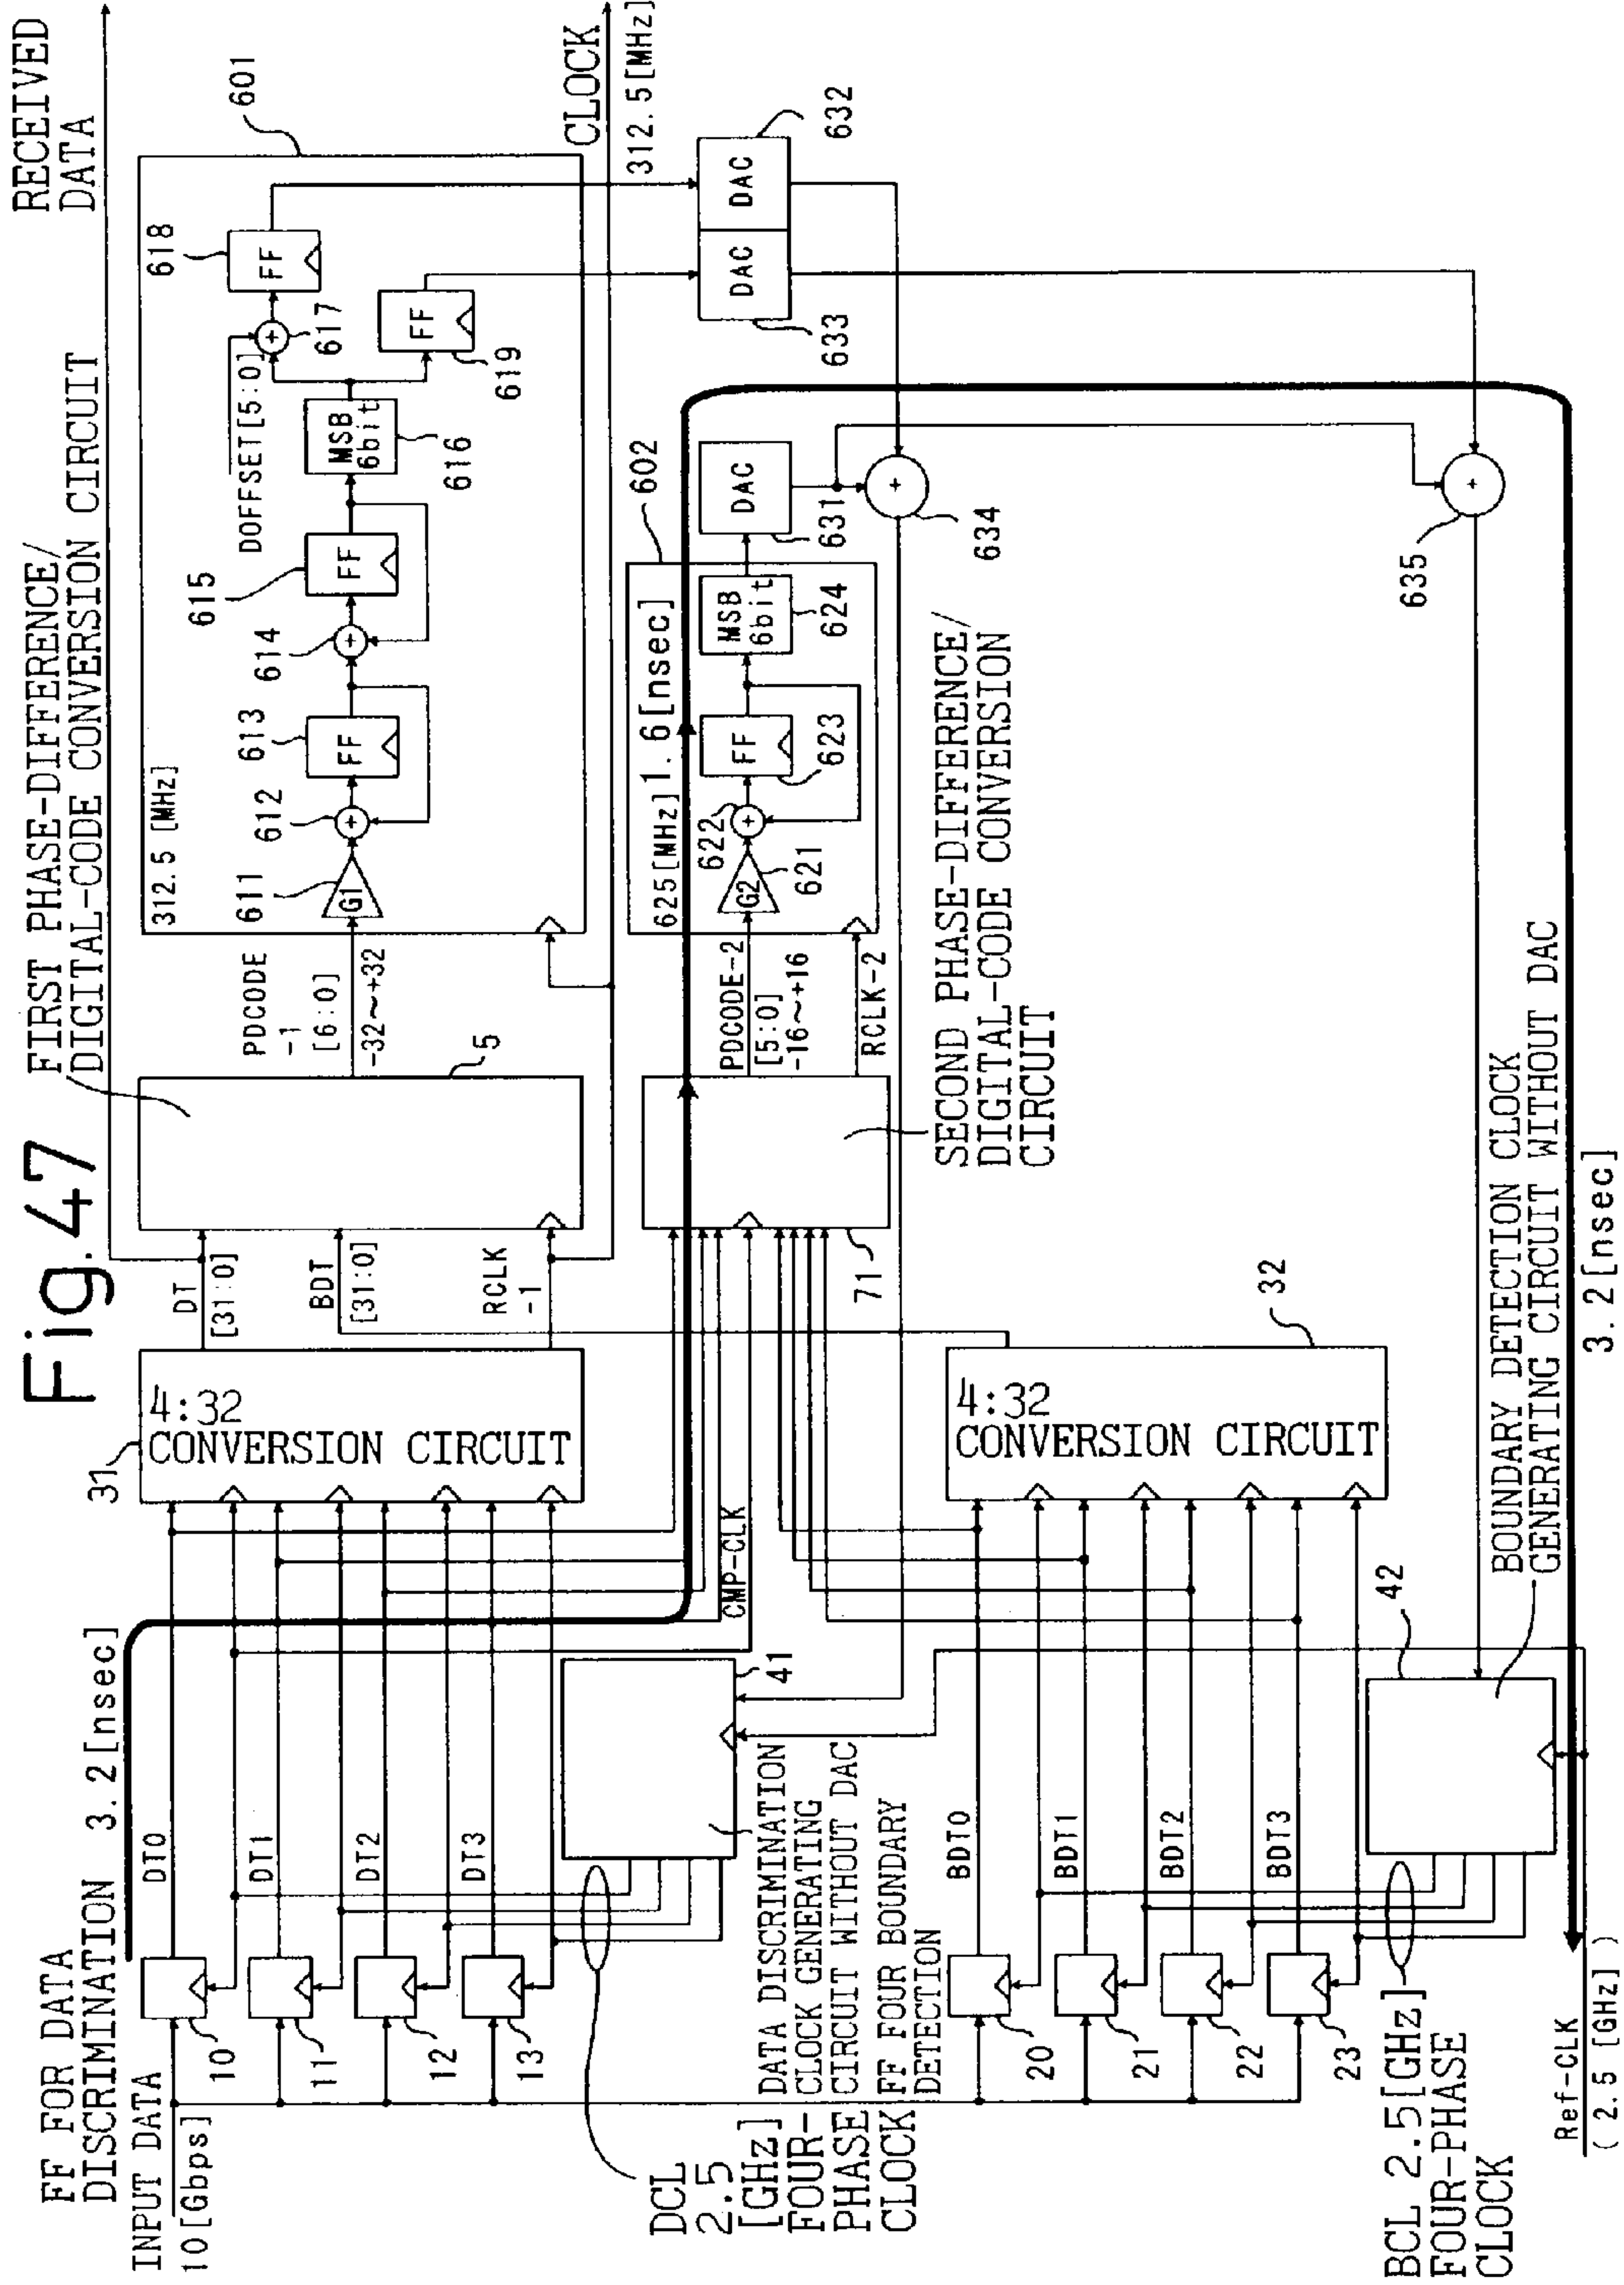 Fig. 47
FF FOR DATA
DISCRIMINATION 3.2[nsec]
INPUT DATA
10[Gbps]
10
11
12
13
DT0
DT1
DT2
DT3
31
4:32
CONVERSION CIRCUIT
DT
[31:0]
BDT
[31:0]
RCLK
-1
FIRST PHASE-DIFFERENCE/
DIGITAL-CODE CONVERSION CIRCUIT
5
PDCODE
-1
[6:0]
-32~+32
312.5 [MHz]
611
G1
612
+
613
FF
614
+
615
FF
DOFFSET[5:0]
MSB
6bit
616
617
+
618
FF
FF
619
601
RECEIVED
DATA
CLOCK
312.5[MHz]
DCL
2.5
[GHz]
FOUR-
PHASE
CLOCK
41
DATA DISCRIMINATION
CLOCK GENERATING
CIRCUIT WITHOUT DAC
FF FOUR BOUNDARY
DETECTION
CMP-CLK
71
PDCODE-2
[5:0]
-16~+16
RCLK-2
SECOND PHASE-DIFFERENCE/
DIGITAL-CODE CONVERSION
CIRCUIT
625[MHz] 1.6[nsec]
602
G2
621
622
+
FF
623
MSB
6bit
624
DAC
631
DAC
633
DAC
632
+
634
+
635
20
21
22
23
BDT0
BDT1
BDT2
BDT3
4:32
CONVERSION CIRCUIT
32
BCL 2.5[GHz]
FOUR-PHASE
CLOCK
42
BOUNDARY DETECTION CLOCK
GENERATING CIRCUIT WITHOUT DAC
Ref-CLK
(2.5 [GHz])
3.2[nsec]